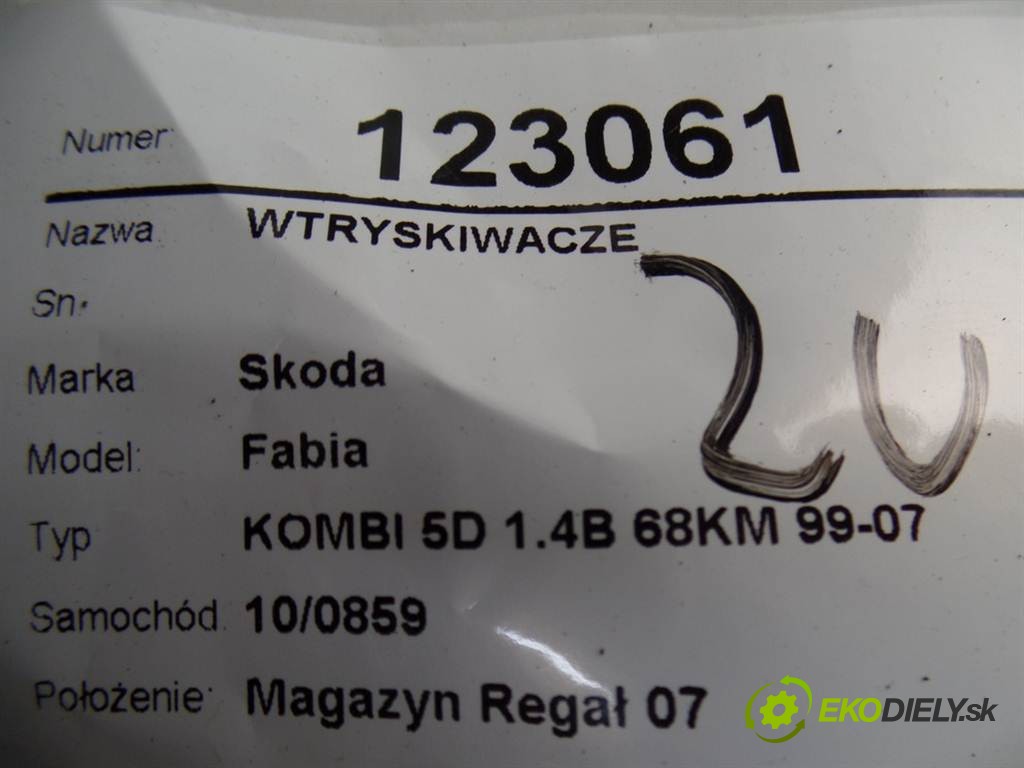 Numer: 123061
Nazwa: WTRYSKIWACZE
Sn:
Marka Skoda
Model: Fabia
Typ KOMBI 5D 1.4B 68KM 99-07
Samochód: 10/0859
Położenie: Magazyn Regał 07
EKODIELY.sk